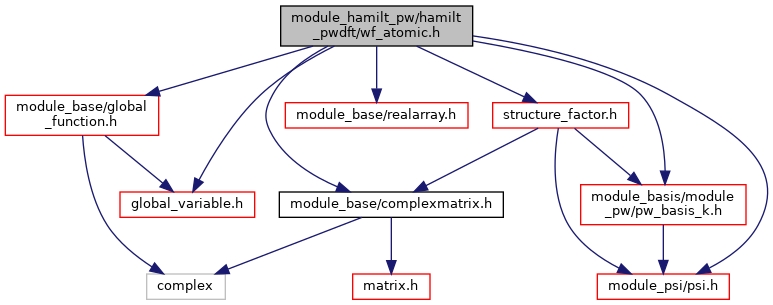 module_hamilt_pw/hamilt
_pwdft/wf_atomic.h
module_base/global
_function.h
module_base/realarray.h
structure_factor.h
global_variable.h
module_base/complexmatrix.h
module_basis/module
_pw/pw_basis_k.h
complex
matrix.h
module_psi/psi.h